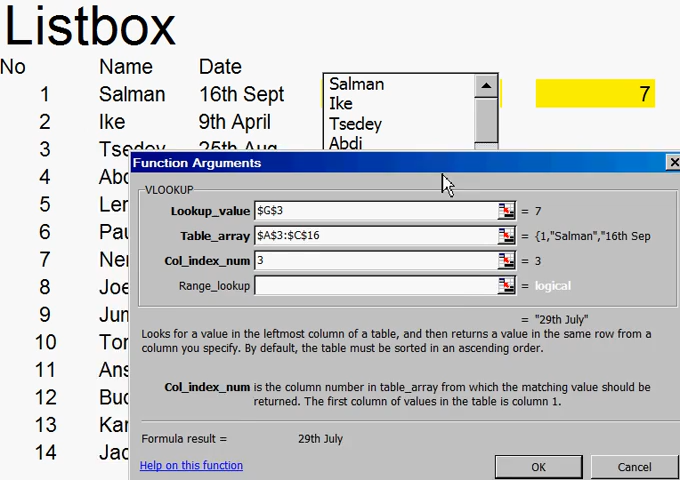 Listbox
No Name Date
1 Salman 16th Sept 7
2 Ike 9th April
3 Tsedey 25th Aug
Salman
Ike
Tsedey
Abdi
4
5
6
7
8
9
10
11
12
13
14
Function Arguments
VLOOKUP
Lookup_value $G$3 = 7
Table_array $A$3:$C$16 = {1,"Salman","16th Sep
Col_index_num 3 = 3
Range_lookup = logical
= "29th July"
Looks for a value in the leftmost column of a table, and then returns a value in the same row from a
column you specify. By default, the table must be sorted in an ascending order.
Col_index_num is the column number in table_array from which the matching value should be
returned. The first column of values in the table is column 1.
Formula result = 29th July
Help on this function
OK Cancel